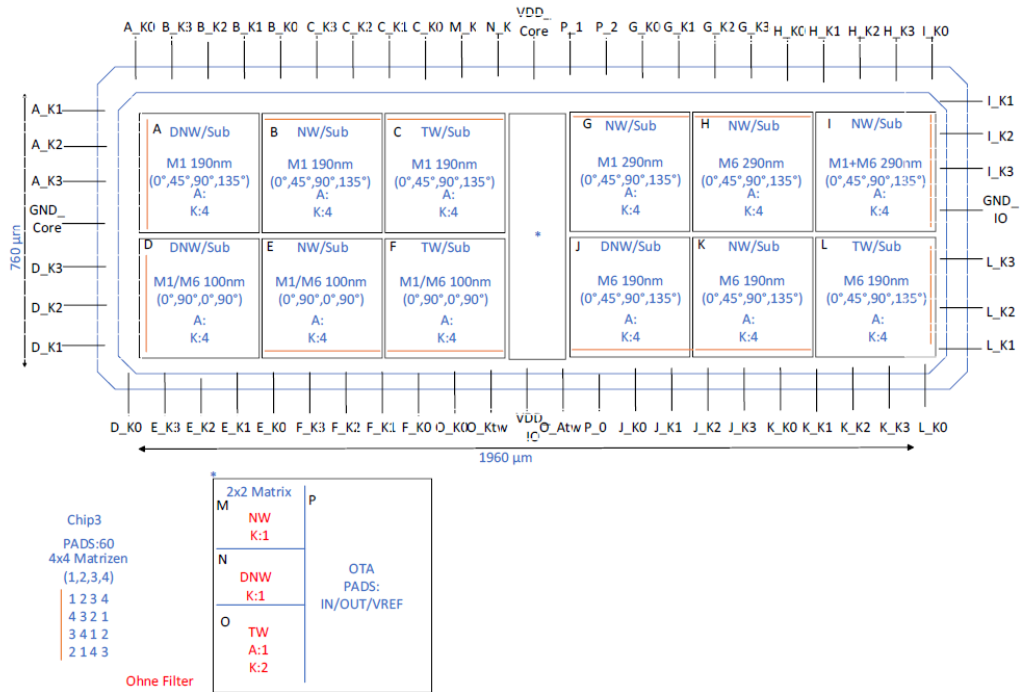 A_K0 B_K3 B_K2 B_K1 B_K0 C_K3 C_K2 C_K1 C_K0 M_K N_K VDD_ Core P_1 P_2 G_K0 G_K1 G_K2 G_K3 H_K0 H_K1 H_K2 H_K3 I_K0
A_K1
A_K2
A_K3
GND_
Core
D_K3
D_K2
D_K1
760 µm
A DNW/Sub
M1 190nm
(0°,45°,90°,135°)
A:
K:4
B NW/Sub
M1 190nm
(0°,45°,90°,135°)
A:
K:4
C TW/Sub
M1 190nm
(0°,45°,90°,135°)
A:
K:4
G NW/Sub
M1 290nm
(0°,45°,90°,135°)
A:
K:4
H NW/Sub
M6 290nm
(0°,45°,90°,135°)
A:
K:4
I NW/Sub
M1+M6 290nm
(0°,45°,90°,135°)
A:
K:4
D DNW/Sub
M1/M6 100nm
(0°,90°,0°,90°)
A:
K:4
E NW/Sub
M1/M6 100nm
(0°,90°,0°,90°)
A:
K:4
F TW/Sub
M1/M6 100nm
(0°,90°,0°,90°)
A:
K:4
*
J DNW/Sub
M6 190nm
(0°,45°,90°,135°)
A:
K:4
K NW/Sub
M6 190nm
(0°,45°,90°,135°)
A:
K:4
L TW/Sub
M6 190nm
(0°,45°,90°,135°)
A:
K:4
I_K1
I_K2
I_K3
GND_
IO
L_K3
L_K2
L_K1
D_K0 E_K3 E_K2 E_K1 E_K0 F_K3 F_K2 F_K1 F_K0 O_K0 O_Ktw VDD_ IO O_Atw P_0 J_K0 J_K1 J_K2 J_K3 K_K0 K_K1 K_K2 K_K3 L_K0
1960 µm
*
2x2 Matrix
M
NW
K:1
N
DNW
K:1
O
TW
A:1
K:2
P
OTA
PADS:
IN/OUT/VREF
Chip3
PADS:60
4x4 Matrizen
(1,2,3,4)
1 2 3 4
4 3 2 1
3 4 1 2
2 1 4 3
Ohne Filter